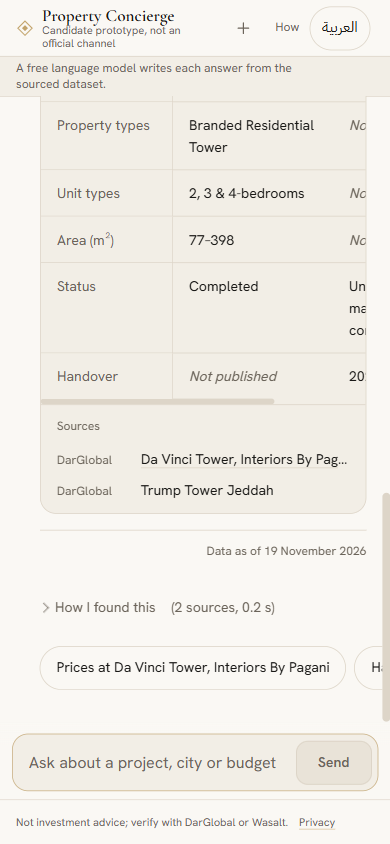 Property Concierge
Candidate prototype, not an
official channel
How
العربية
A free language model writes each answer from the
sourced dataset.
Property types
Branded Residential
Tower
Unit types
2, 3 & 4-bedrooms
Area (m²)
77–398
Status
Completed
Handover
Not published
Sources
DarGlobal Da Vinci Tower, Interiors By Pag...
DarGlobal Trump Tower Jeddah
Data as of 19 November 2026
How I found this (2 sources, 0.2 s)
Prices at Da Vinci Tower, Interiors By Pagani
Ask about a project, city or budget
Send
Not investment advice; verify with DarGlobal or Wasalt. Privacy